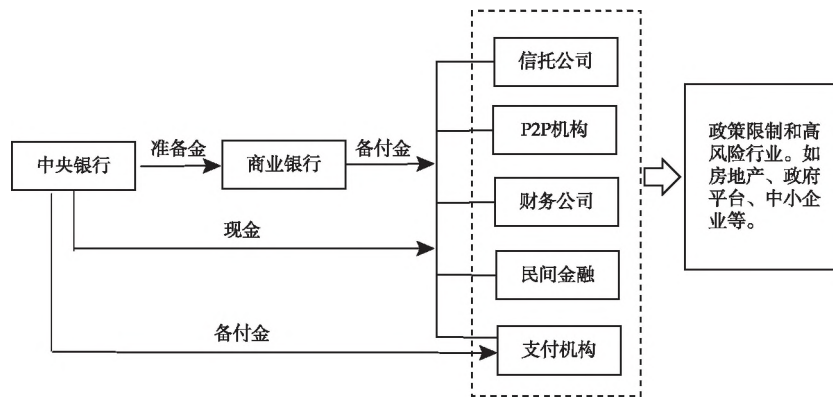 信托公司
P2P机构
中央银行
准备金
商业银行
备付金
财务公司
现金
民间金融
备付金
支付机构
政策限制和高
风险行业。如
房地产、政府
平台、中小企
业等。